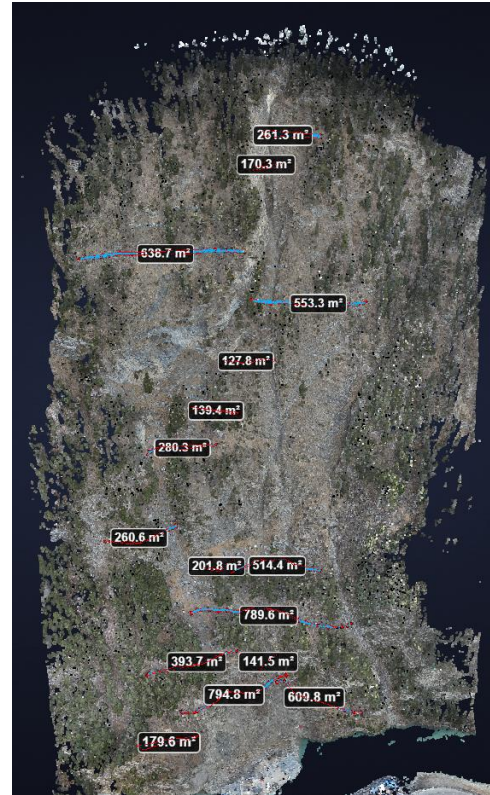 261.3 m²
170.3 m²
638.7 m²
553.3 m²
127.8 m²
139.4 m²
280.3 m²
260.6 m²
201.8 m²
514.4 m²
789.6 m²
393.7 m²
141.5 m²
794.8 m²
609.8 m²
179.6 m²